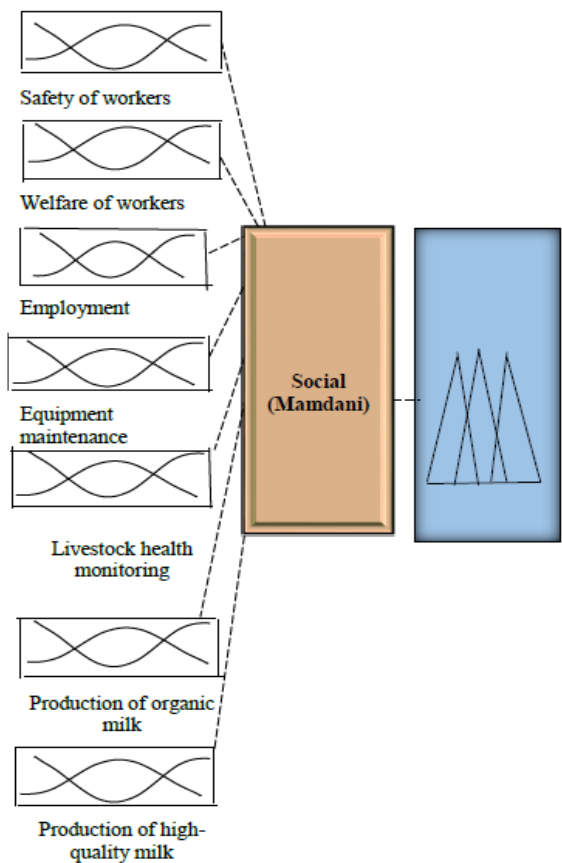 Safety of workers
Welfare of workers
Employment
Equipment
maintenance
Social
(Mamdani)
Livestock health
monitoring
Production of organic
milk
Production of high-
quality milk